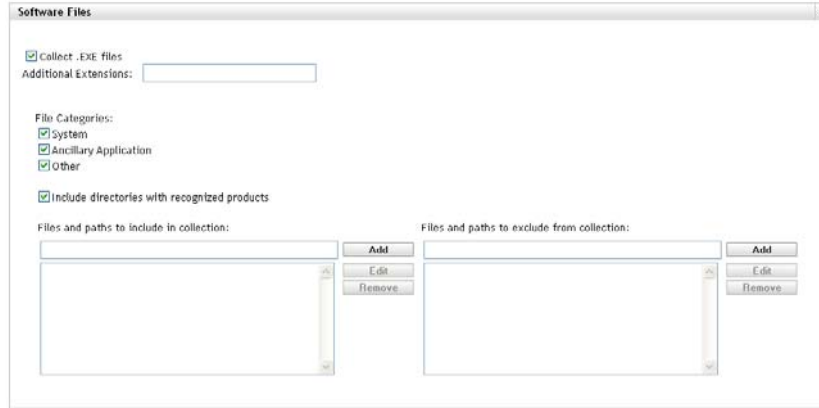 Software Files
Collect .EXE files
Additional Extensions:
File Categories:
System
Ancillary Application
Other
Include directories with recognized products
Files and paths to include in collection:
Add
Edit
Remove
Files and paths to exclude from collection:
Add
Edit
Remove